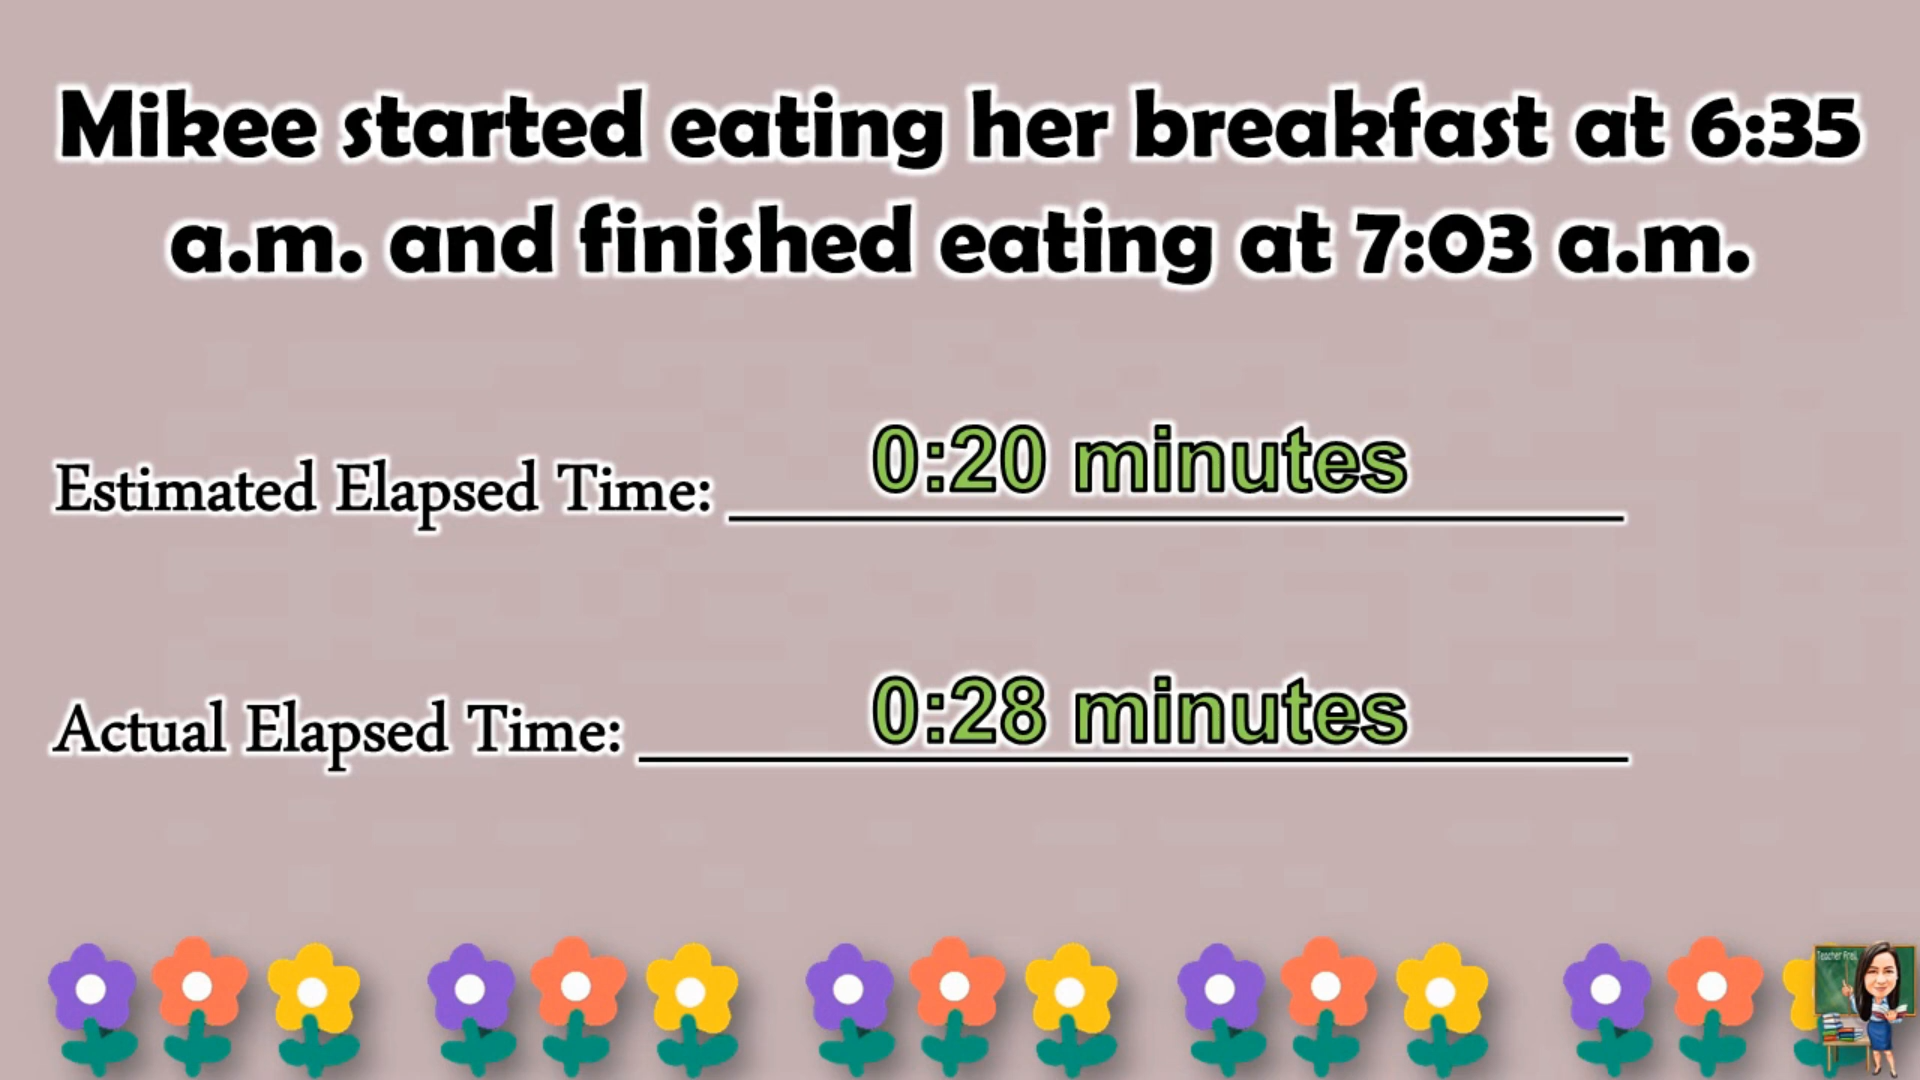 Mikee started eating her breakfast at 6:35
a.m. and finished eating at 7:03 a.m.
Estimated Elapsed Time: 0:20 minutes
Actual Elapsed Time: 0:28 minutes